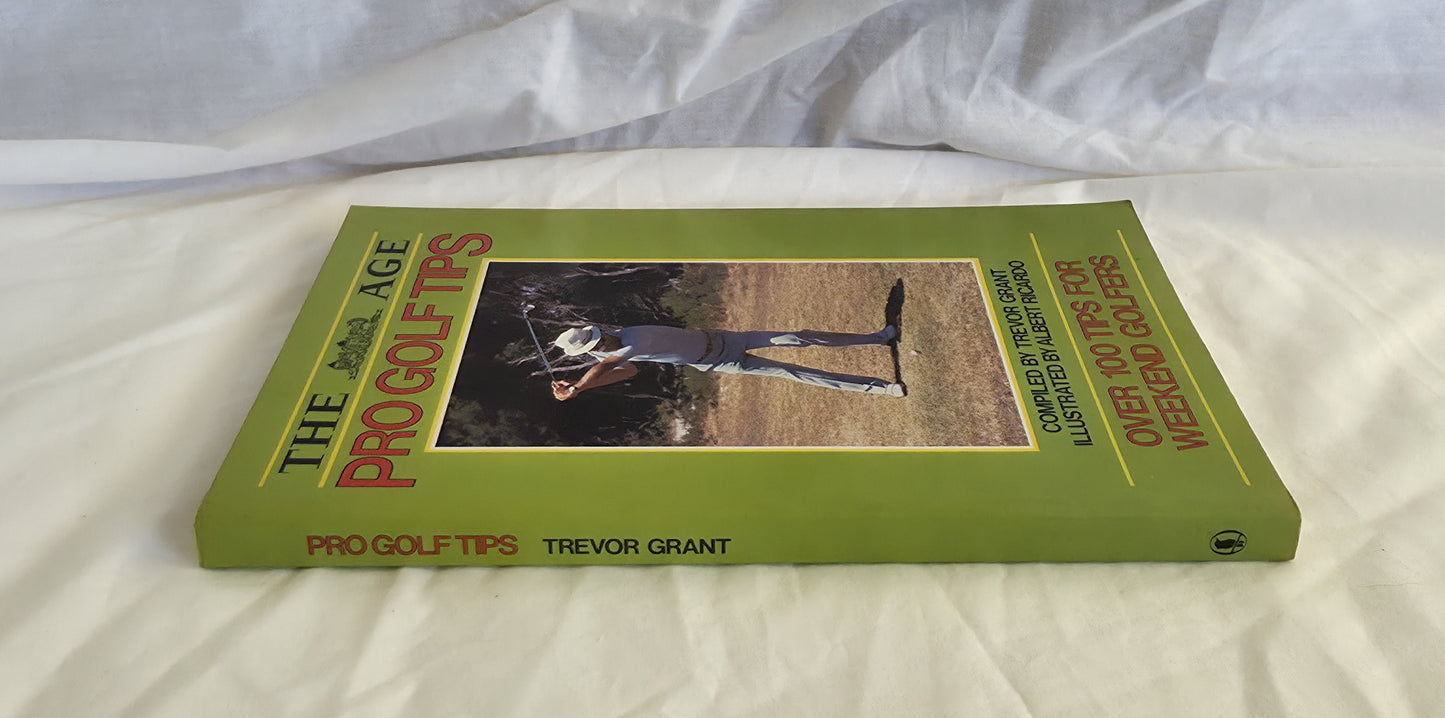 THE AGE
PRO GOLF TIPS
COMPILED BY TREVOR GRANT
ILLUSTRATED BY ALBERT RICARDO
OVER 100 TIPS FOR
WEEKEND GOLFERS
PRO GOLF TIPS TREVOR GRANT